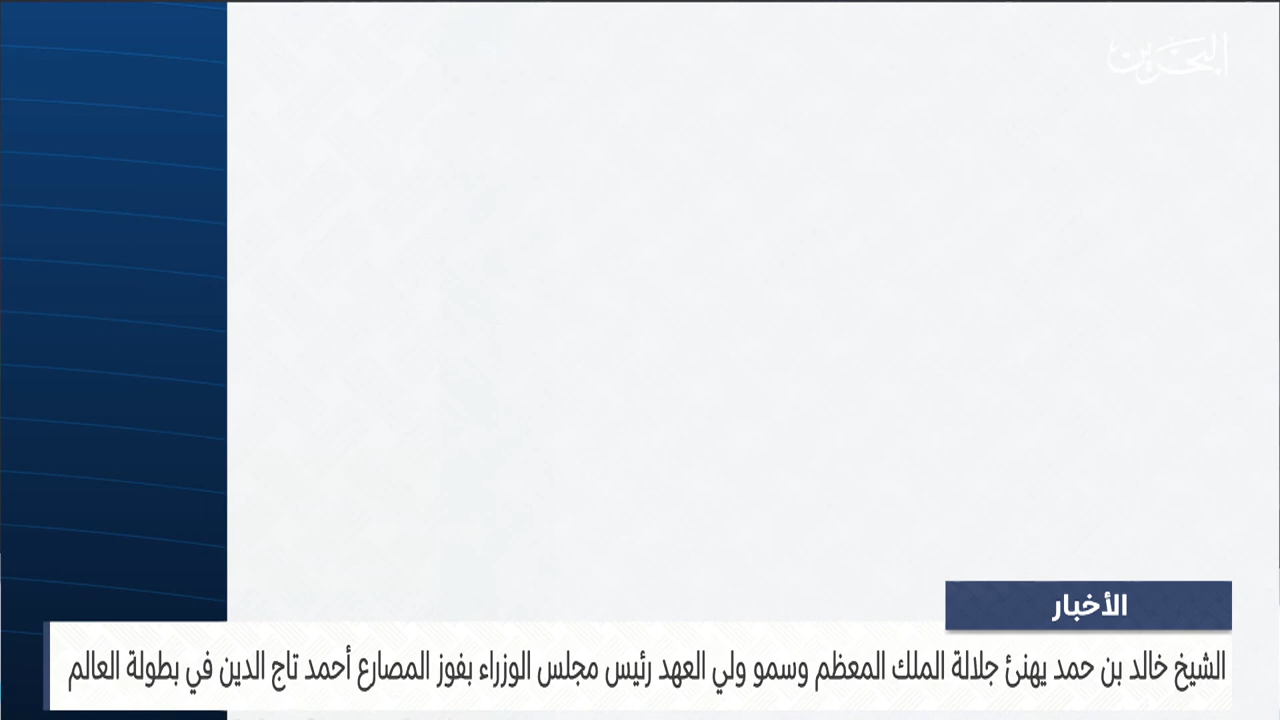 البحرين
الأخبار
الشيخ خالد بن حمد يهنئ جلالة الملك المعظم وسمو ولي العهد رئيس مجلس الوزراء بفوز المصارع أحمد تاج الدين في بطولة العالم